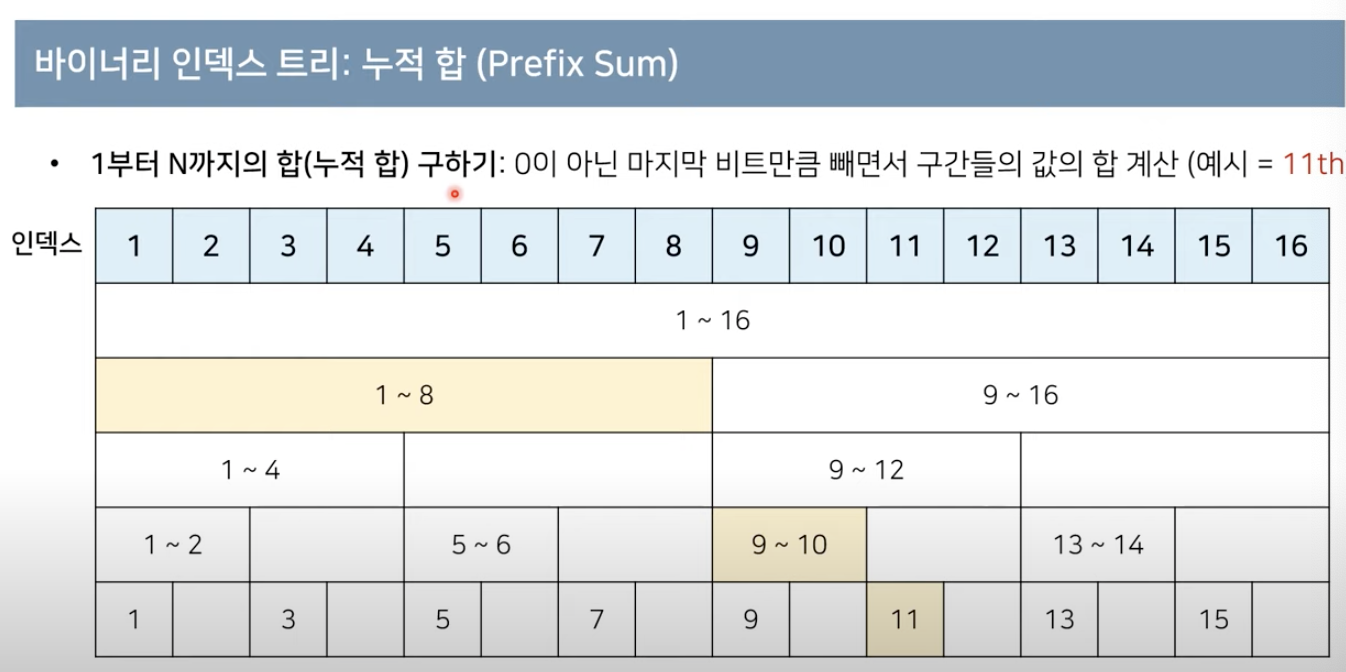 바이너리 인덱스 트리: 누적 합 (Prefix Sum)
• 1부터 N까지의 합(누적 합) 구하기: 0이 아닌 마지막 비트만큼 빼면서 구간들의 값의 합 계산 (예시 = 11th
인덱스 1 2 3 4 5 6 7 8 9 10 11 12 13 14 15 16
1 ~ 16
1 ~ 8 9 ~ 16
1 ~ 4 9 ~ 12
1 ~ 2 5 ~ 6 9 ~ 10 13 ~ 14
1 3 5 7 9 11 13 15